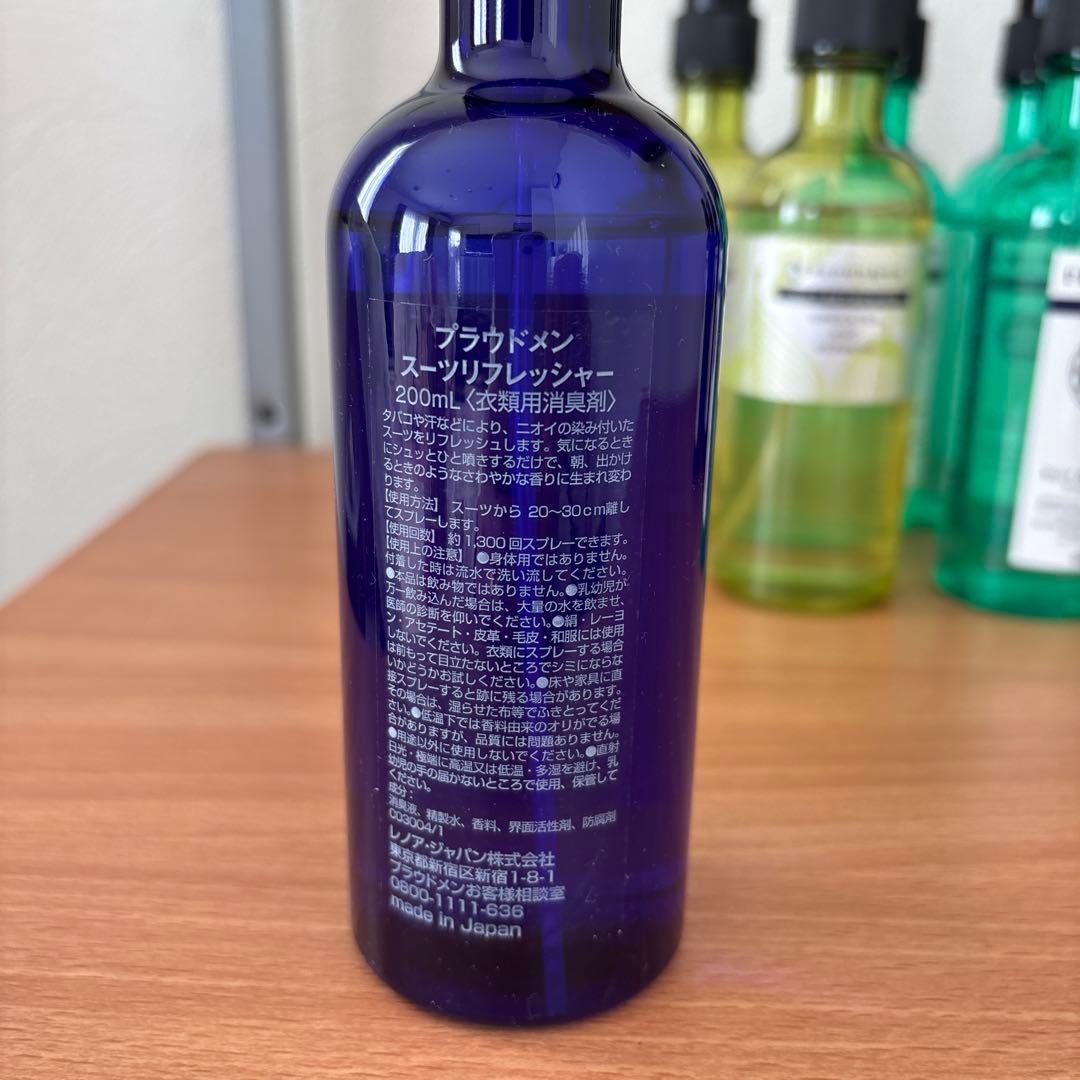 プラウドメン
スーツリフレッシャー
200mL〈衣類用消臭剤〉
タバコや汗などにより、ニオイの染み付いた
スーツをリフレッシュします。気になるとき
にシュッとひと噴きするだけで、朝、出かけ
るときのようなさわやかな香りに生まれ変わ
ります。
【使用方法】 スーツから 20〜30cm離し
てスプレーします。
【使用回数】 約1,300回スプレーできます。
【使用上の注意】 ●身体用ではありません。
付着した時は流水で洗い流してください。
●本品は飲み物ではありません。●乳幼児が
万一飲み込んだ場合は、大量の水を飲ませ、
医師の診断を仰いでください。●絹・レーヨ
ン・アセテート・皮革・毛皮・和服には使用
しないでください。衣類にスプレーする場合
は前もって目立たないところでシミにならな
いかどうかお試しください。●床や家具に直
接スプレーすると跡に残る場合があります。
その場合は、湿らせた布等でふきとってくだ
さい。●低温下では香料由来のオリがでる場
合がありますが、品質には問題ありません。
●用途以外に使用しないでください。●直射
日光・極端に高温又は低温・多湿を避け、乳
幼児の手の届かないところで使用、保管して
ください。
成分：
消臭液、精製水、香料、界面活性剤、防腐剤
C03004/1
レノア・ジャパン株式会社
東京都新宿区新宿1-8-1
プラウドメンお客様相談室
0800-1111-636
made in Japan